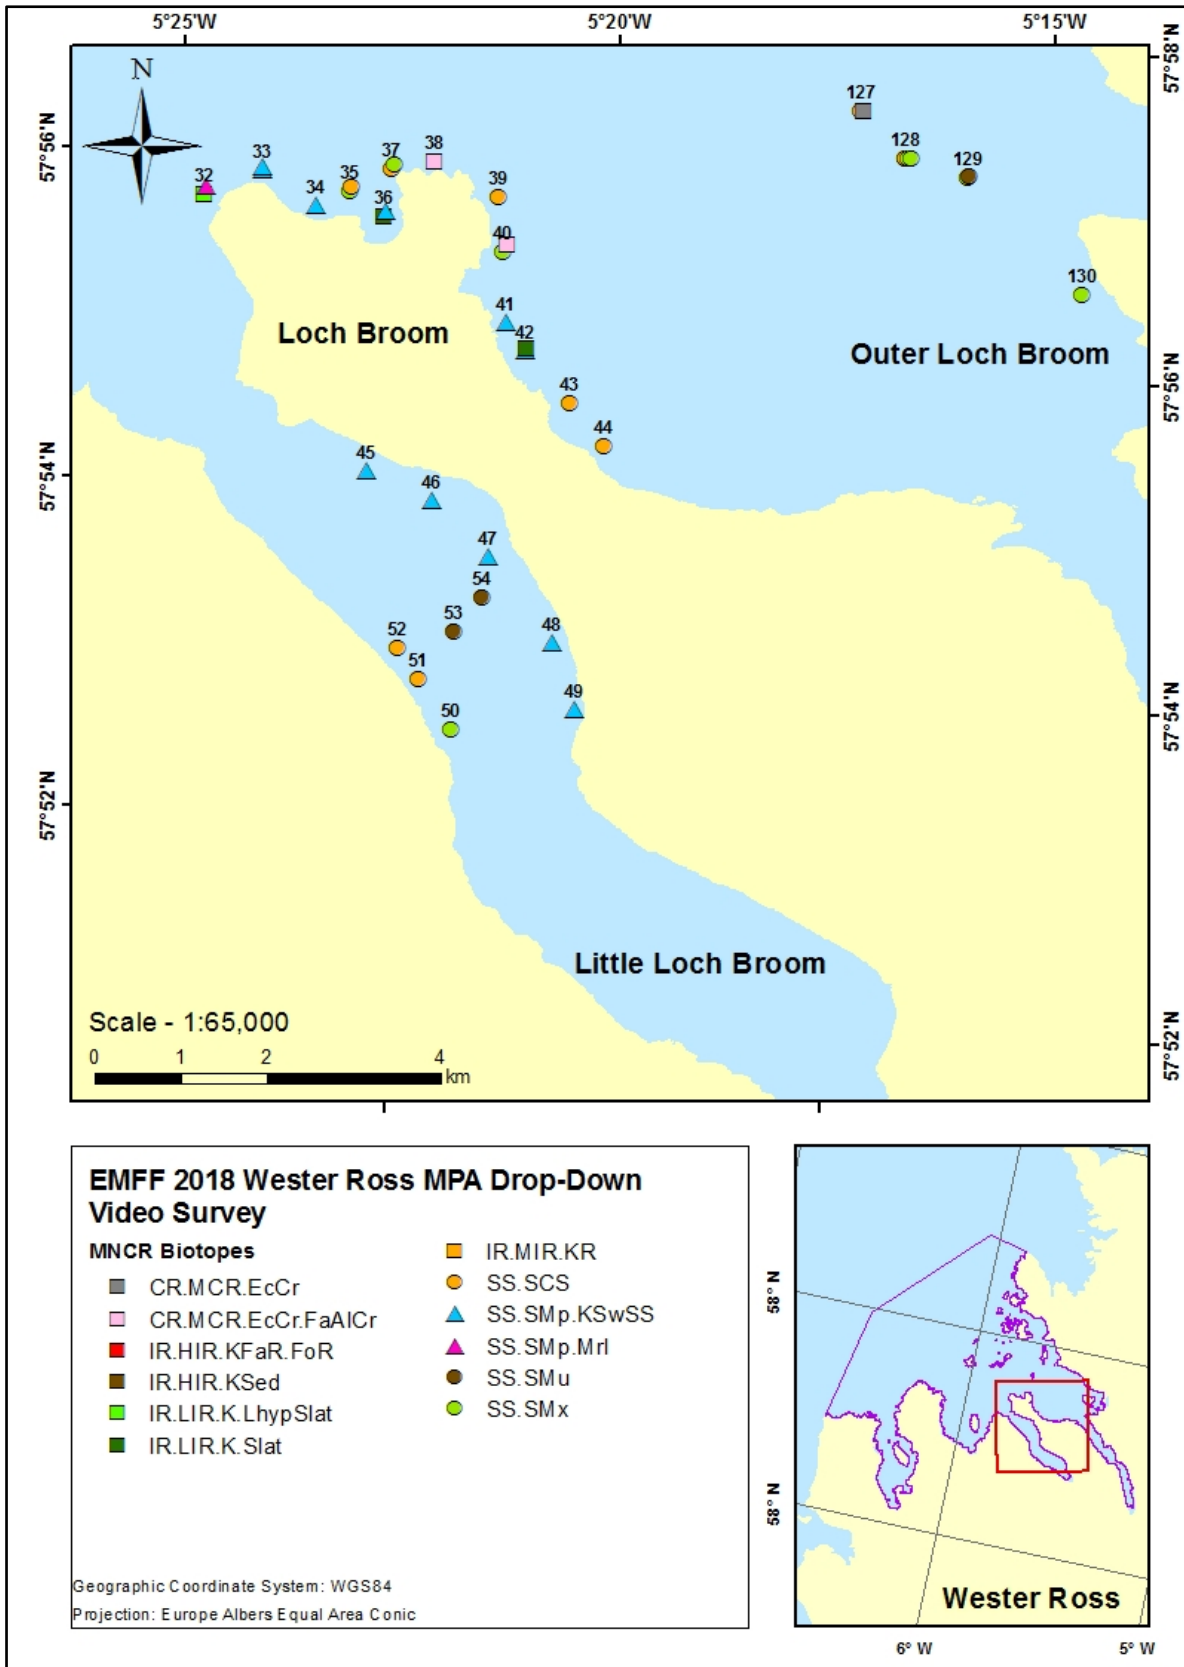 5°25'W 5°20'W 5°15'W
57°58'N
N
57°56'N
127
128
129
33
38
37
32
35
34
36
39
40
130
41
42
Loch Broom
Outer Loch Broom
57°56'N
43
44
45
57°54'N
46
47
54
53
48
52
51
49
57°54'N
50
57°52'N
Little Loch Broom
Scale - 1:65,000
57°52'N
0 1 2 4
km
EMFF 2018 Wester Ross MPA Drop-Down
Video Survey
MNCR Biotopes
CR.MCR.EcCr
CR.MCR.EcCr.FaAlCr
IR.HIR.KFaR.FoR
IR.HIR.KSed
IR.LIR.K.LhypSlat
IR.LIR.K.Slat
IR.MIR.KR
SS.SCS
SS.SMp.KSwSS
SS.SMp.Mrl
SS.SMu
SS.SMx
Geographic Coordinate System: WGS84
Projection: Europe Albers Equal Area Conic
58° N
58° N
Wester Ross
6° W 5° W